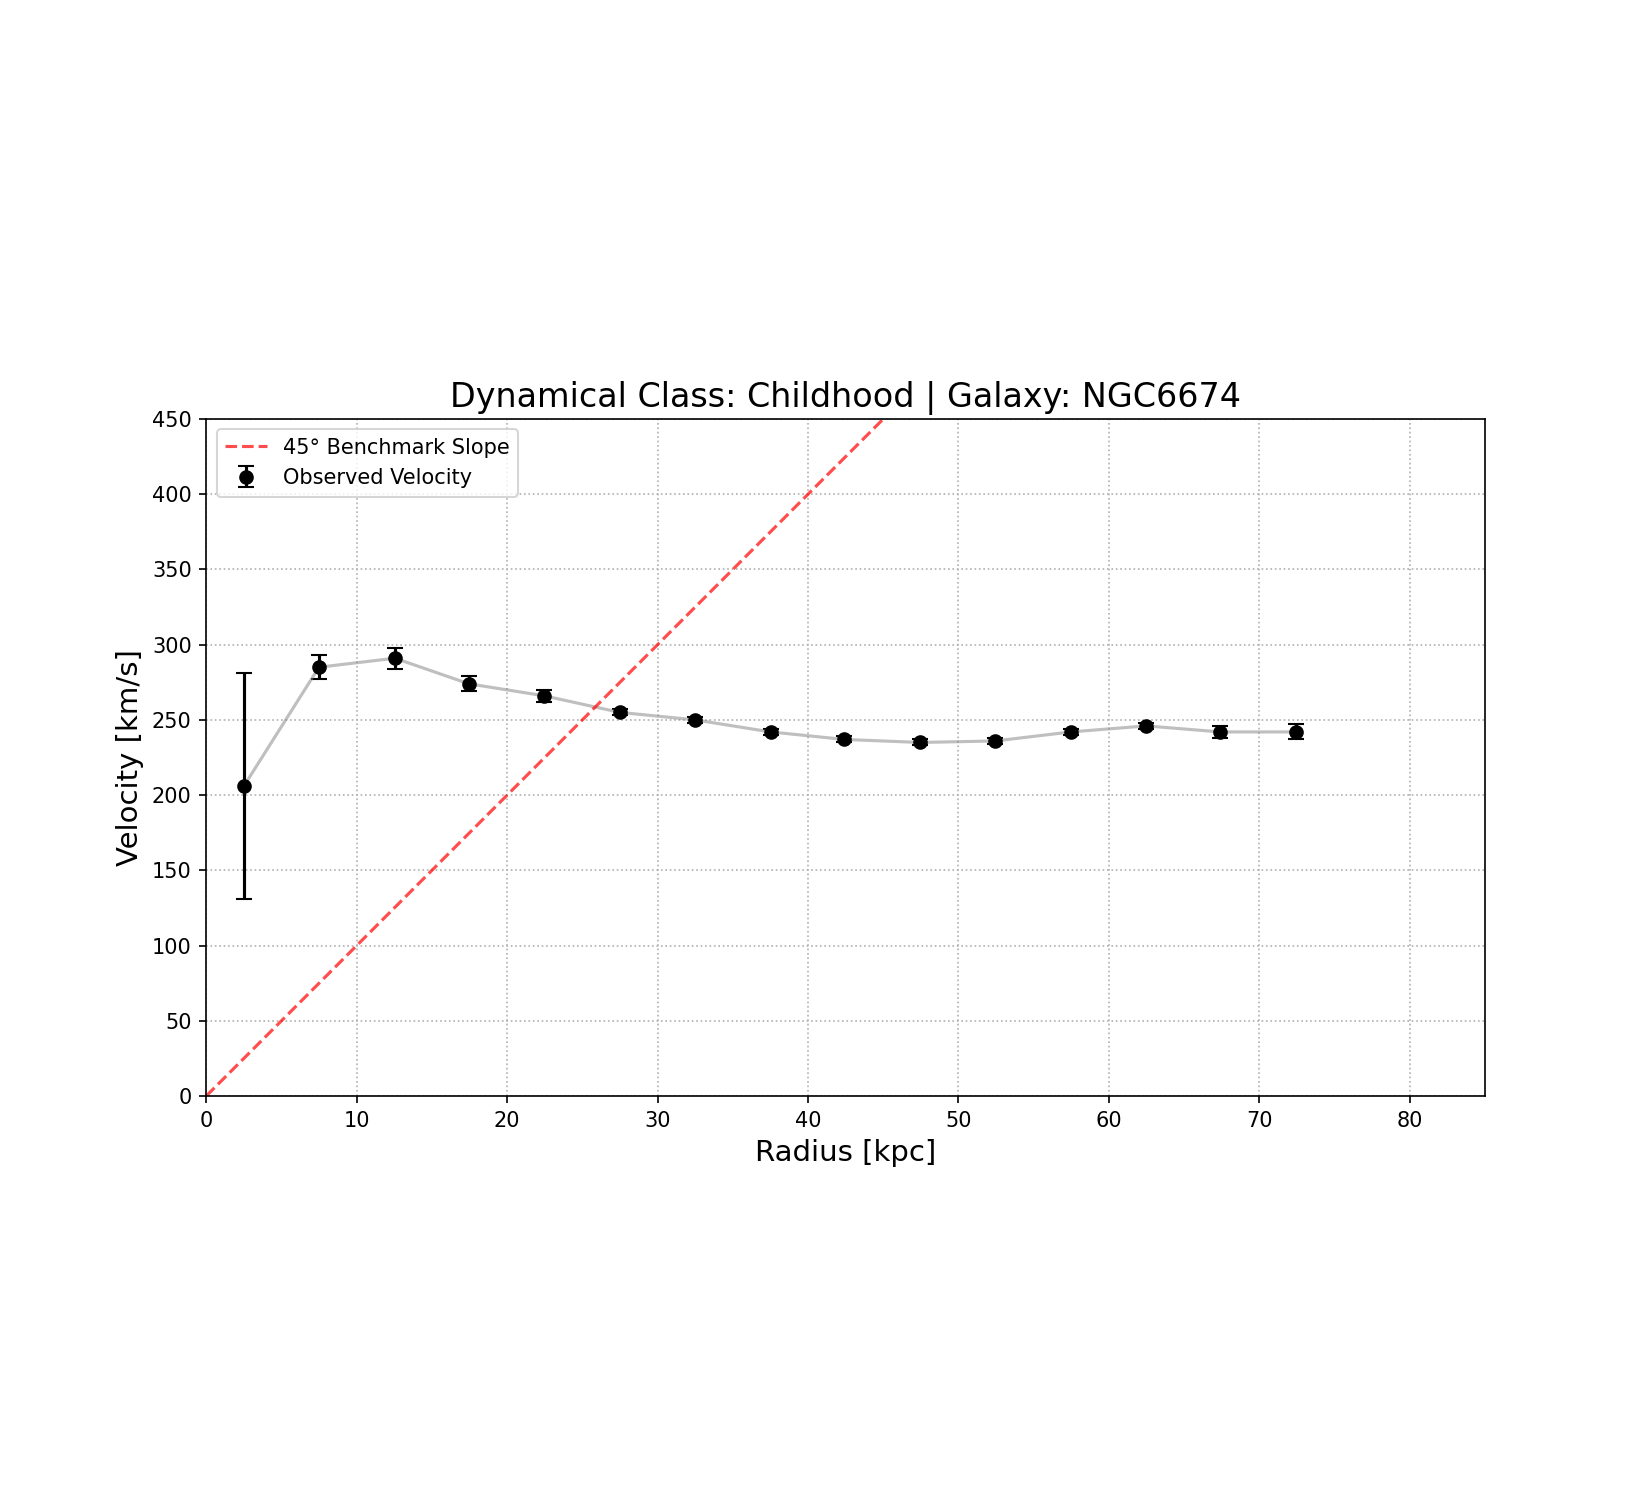 Dynamical Class: Childhood | Galaxy: NGC6674
45° Benchmark Slope
Observed Velocity
450
400
350
300
250
200
150
100
50
0
Velocity [km/s]
0 10 20 30 40 50 60 70 80
Radius [kpc]